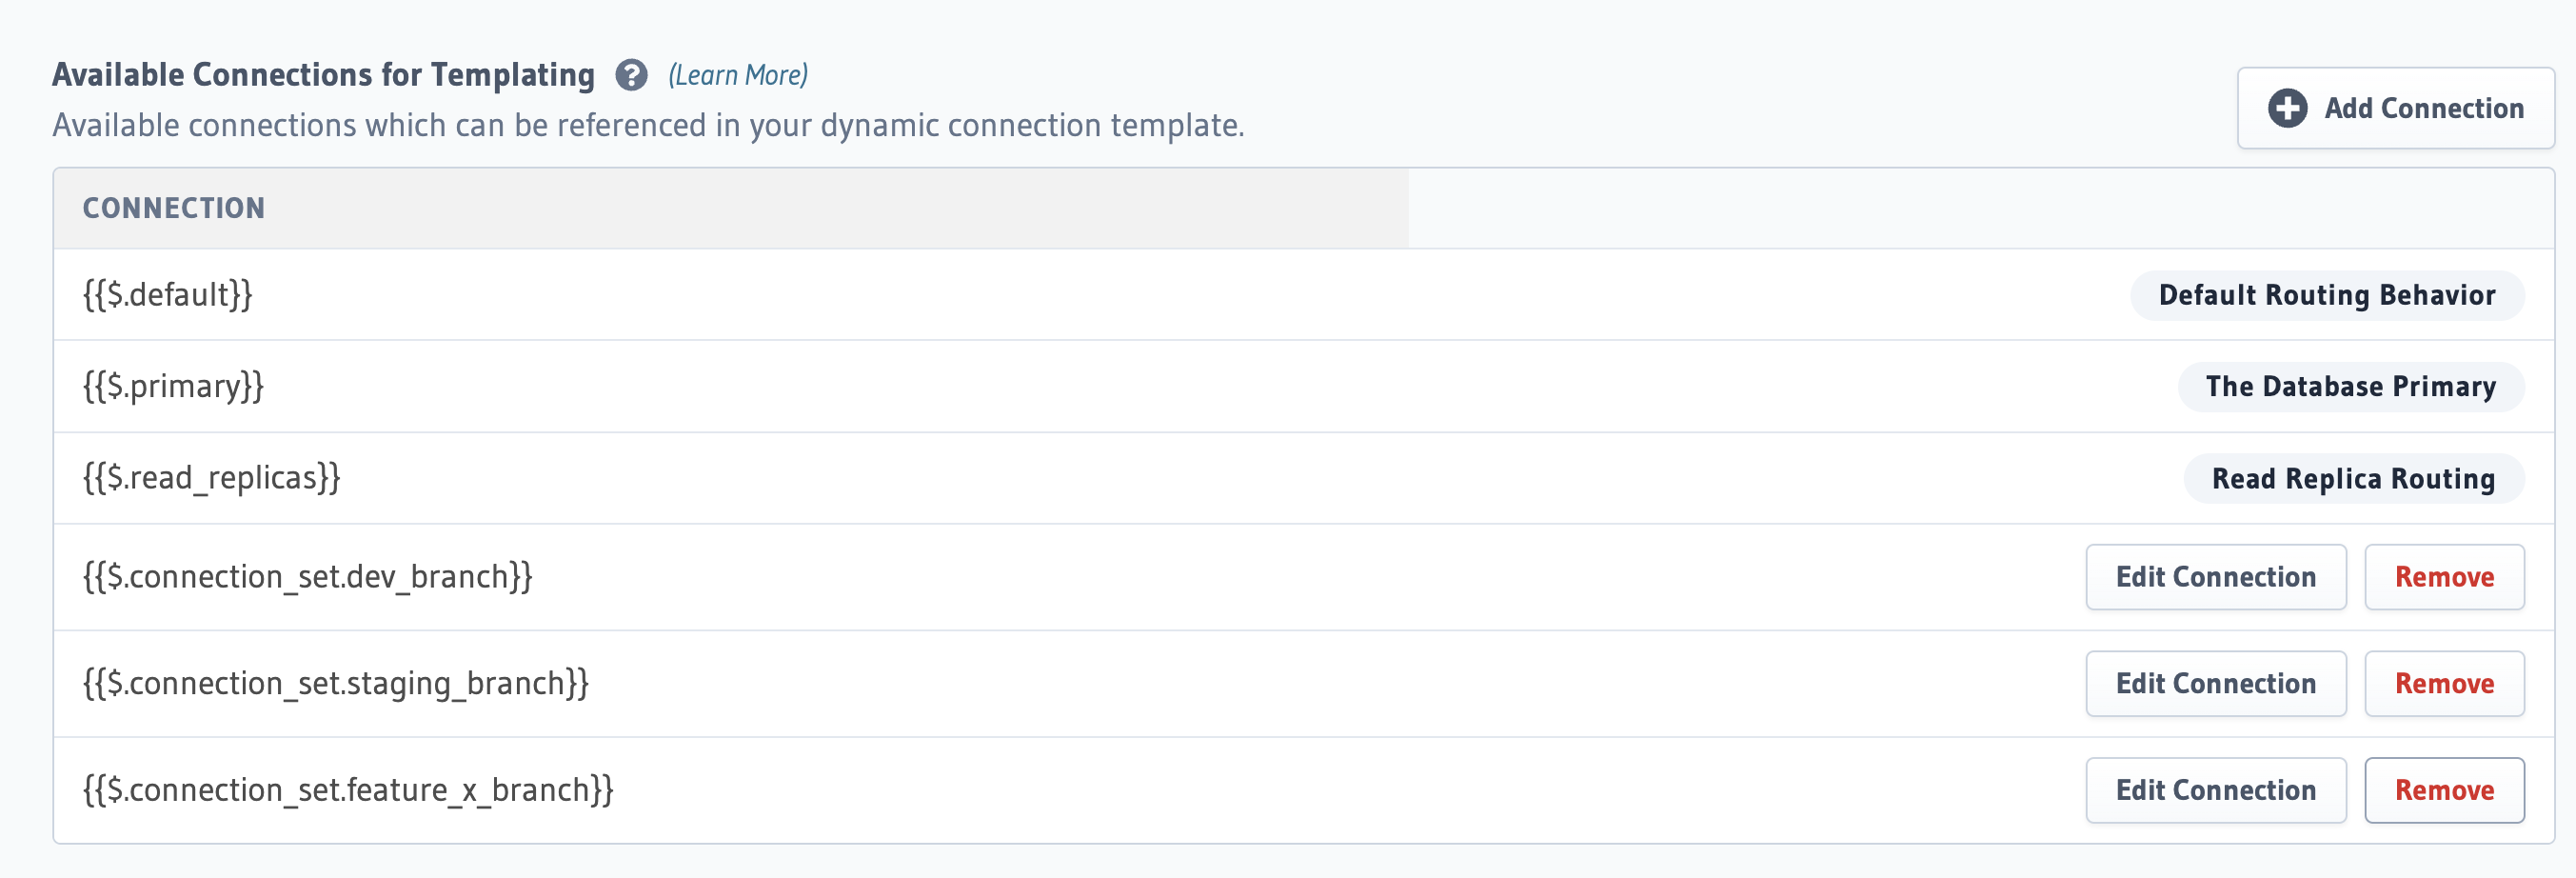 Available Connections for Templating ? (Learn More)
Available connections which can be referenced in your dynamic connection template.
Add Connection
CONNECTION
{{$.default}} Default Routing Behavior
{{$.primary}} The Database Primary
{{$.read_replicas}} Read Replica Routing
{{$.connection_set.dev_branch}} Edit Connection Remove
{{$.connection_set.staging_branch}} Edit Connection Remove
{{$.connection_set.feature_x_branch}} Edit Connection Remove